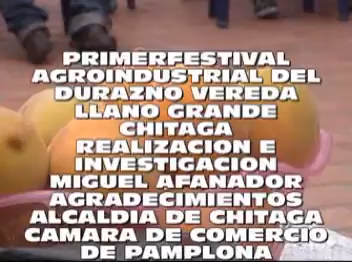 PRIMERFESTIVAL
AGROINDUSTRIAL DEL
DURAZNO VEREDA
LLANO GRANDE
CHITAGA
REALIZACION E
INVESTIGACION
MIGUEL AFANADOR
AGRADECIMIENTOS
ALCALDIA DE CHITAGA
CAMARA DE COMERCIO
DE PAMPLONA